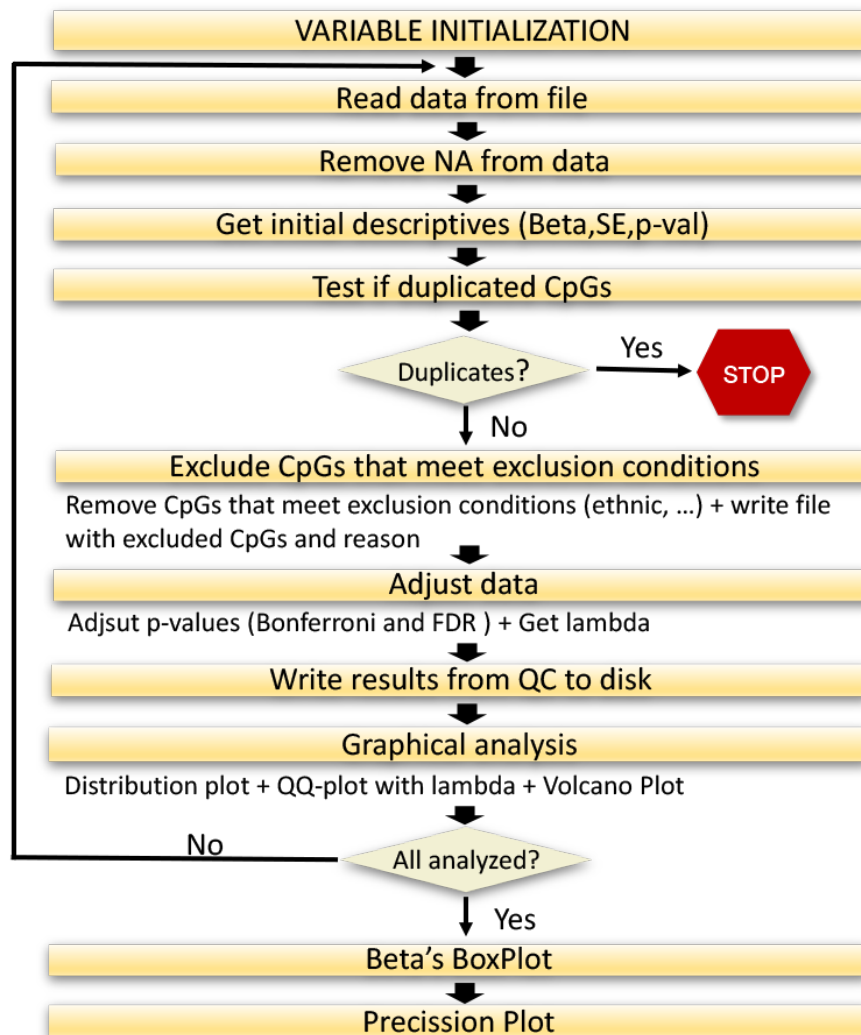 VARIABLE INITIALIZATION
Read data from file
Remove NA from data
Get initial descriptives (Beta,SE,p-val)
Test if duplicated CpGs
Duplicates?
Yes
STOP
No
Exclude CpGs that meet exclusion conditions
Remove CpGs that meet exclusion conditions (ethnic, …) + write file
with excluded CpGs and reason
Adjust data
Adjsut p-values (Bonferroni and FDR ) + Get lambda
Write results from QC to disk
Graphical analysis
Distribution plot + QQ-plot with lambda + Volcano Plot
No
All analyzed?
Yes
Beta's BoxPlot
Precission Plot